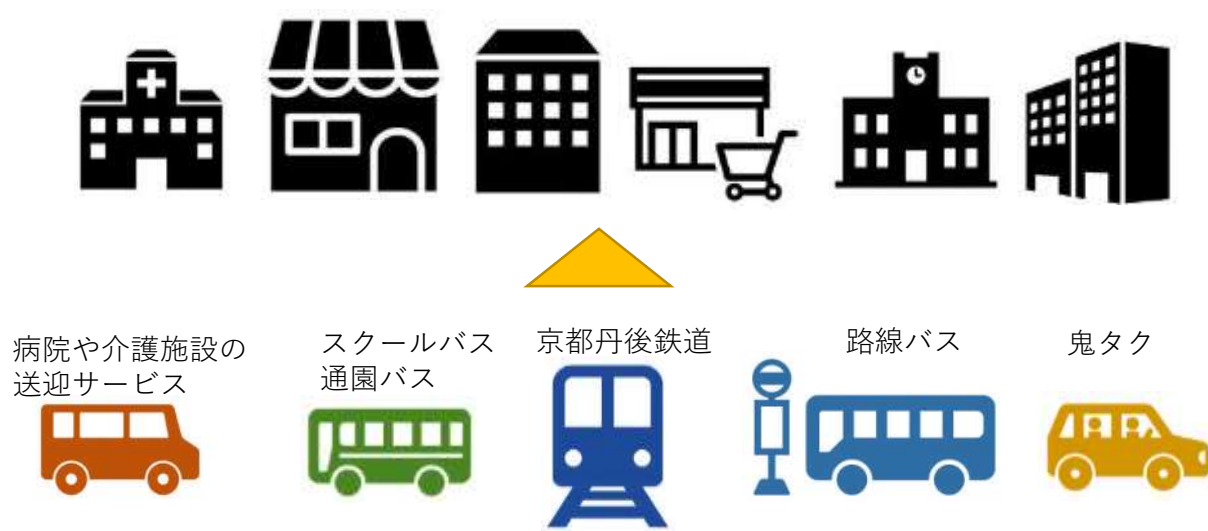 病院や介護施設の
送迎サービス
スクールバス
通園バス
京都丹後鉄道
路線バス
鬼タク